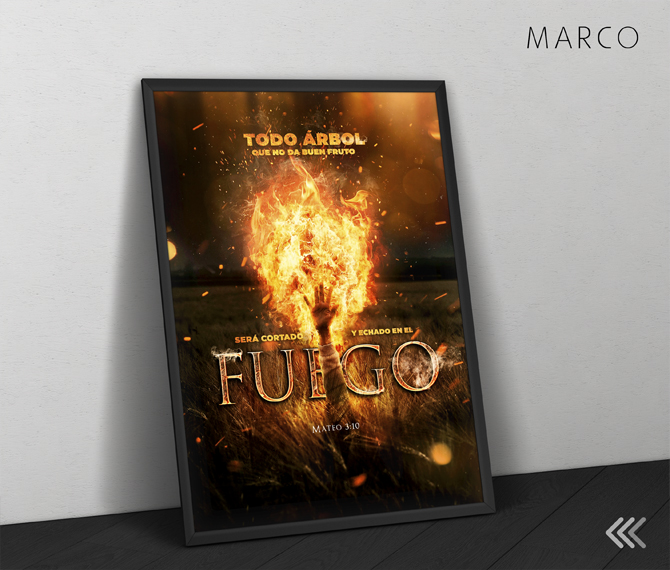 MARCO
TODO ÁRBOL
QUE NO DA BUEN FRUTO
SERÁ CORTADO Y ECHADO EN EL
FUEGO
MATEO 3:10